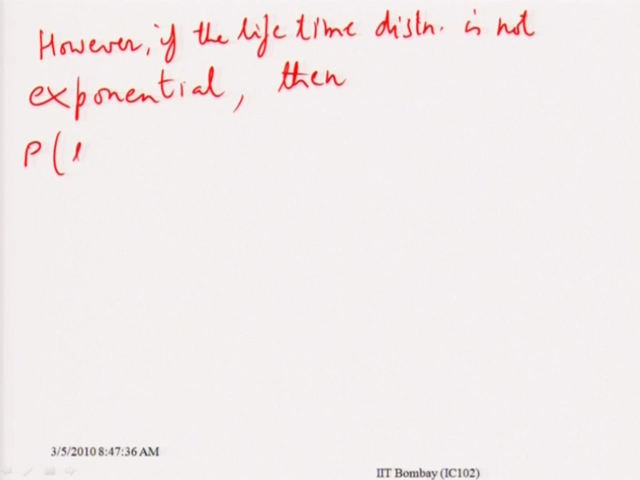 However, if the life time distn. is not
exponential, then
P(
3/5/2010 8:47:36 AM
IIT Bombay (IC102)